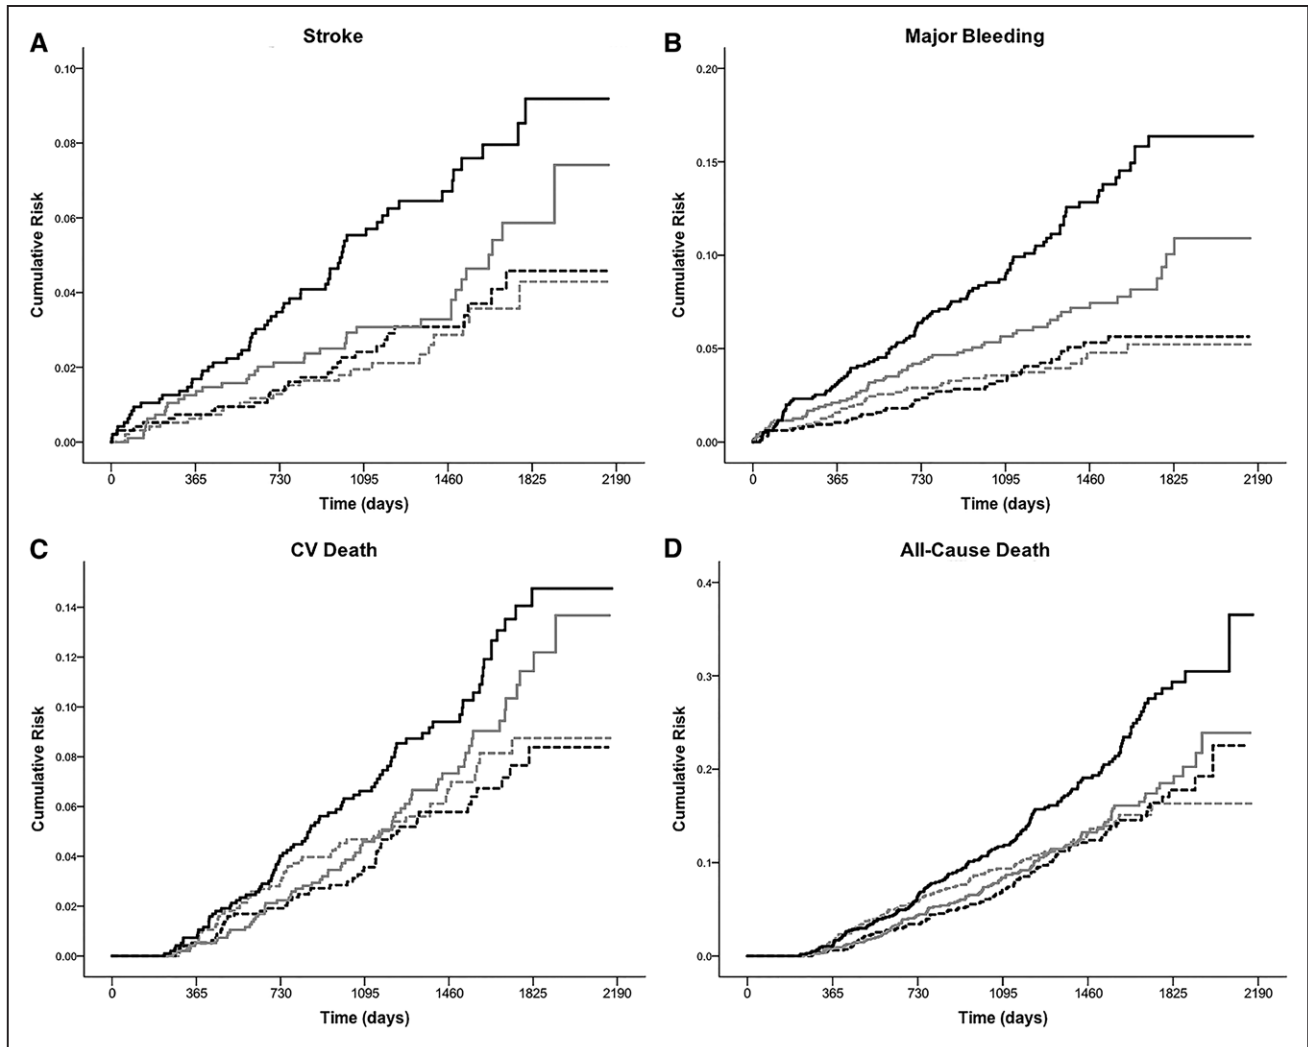 A
Stroke
0.10
0.08
0.06
0.04
0.02
0.00
Cumulative Risk
0 365 730 1095 1460 1825 2190
Time (days)
B
Major Bleeding
0.20
0.15
0.10
0.05
0.00
Cumulative Risk
0 365 730 1095 1460 1825 2190
Time (days)
C
CV Death
0.14
0.12
0.10
0.08
0.06
0.04
0.02
0.00
Cumulative Risk
0 365 730 1095 1460 1825 2190
Time (days)
D
All-Cause Death
0.4
0.3
0.2
0.1
0.0
Cumulative Risk
0 365 730 1095 1460 1825 2190
Time (days)